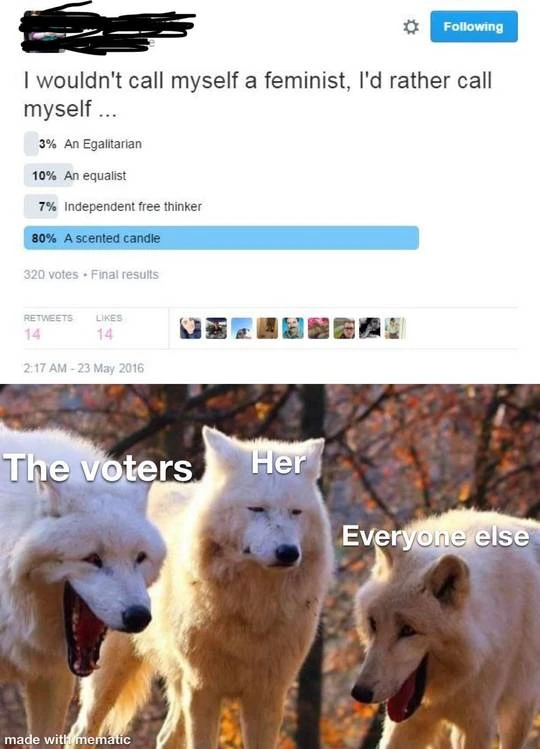 Following
I wouldn't call myself a feminist, I'd rather call
myself ...
3% An Egalitarian
10% An equalist
7% Independent free thinker
80% A scented candle
320 votes • Final results
RETWEETS LIKES
14 14
2:17 AM - 23 May 2016
The voters
Her
Everyone else
made with mematic